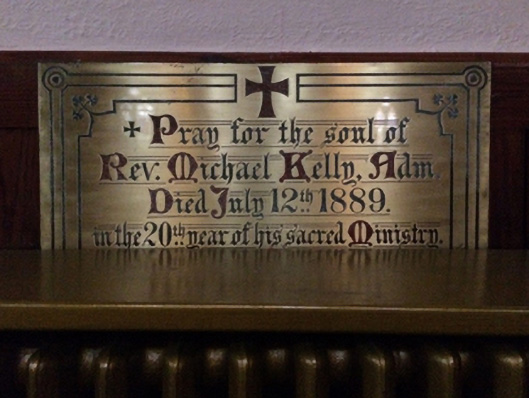 Pray for the soul of
Rev. Michael Kelly, Adm.
Died July 12th 1889.
in the 20th year of his sacred Ministry.